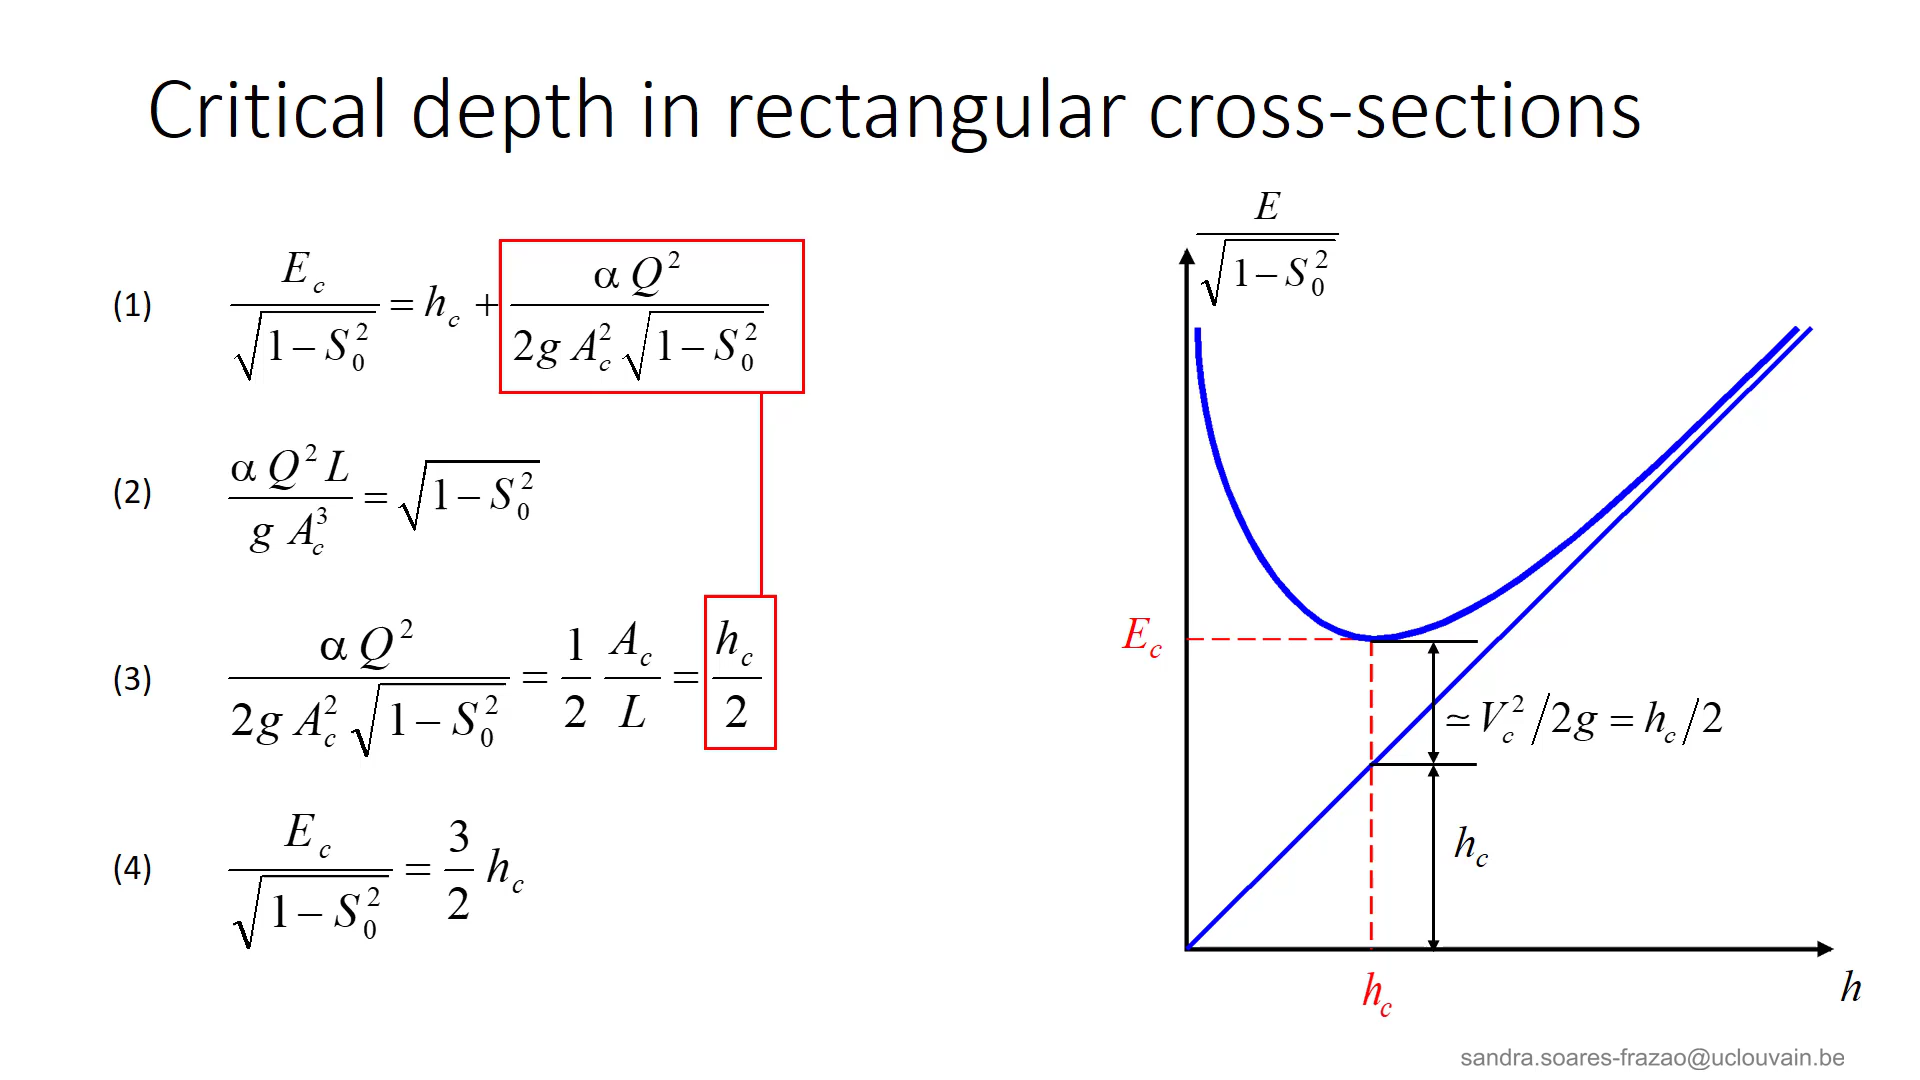 Critical depth in rectangular cross-sections
(1) E_c / √(1 − S_0^2) = h_c + α Q^2 / (2g A_c^2 √(1 − S_0^2))
(2) α Q^2 L / (g A_c^3) = √(1 − S_0^2)
(3) α Q^2 / (2g A_c^2 √(1 − S_0^2)) = 1/2 A_c/L = h_c/2
(4) E_c / √(1 − S_0^2) = 3/2 h_c
E / √(1 − S_0^2)
E_c
≃ V_c^2/2g = h_c/2
h_c
h_c
h
sandra.soares-frazao@uclouvain.be